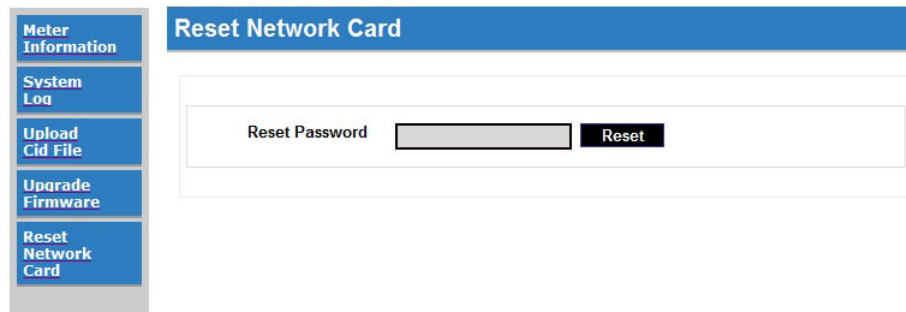 Meter
Information
System
Log
Upload
Cid File
Upgrade
Firmware
Reset
Network
Card
Reset Network Card
Reset Password
Reset